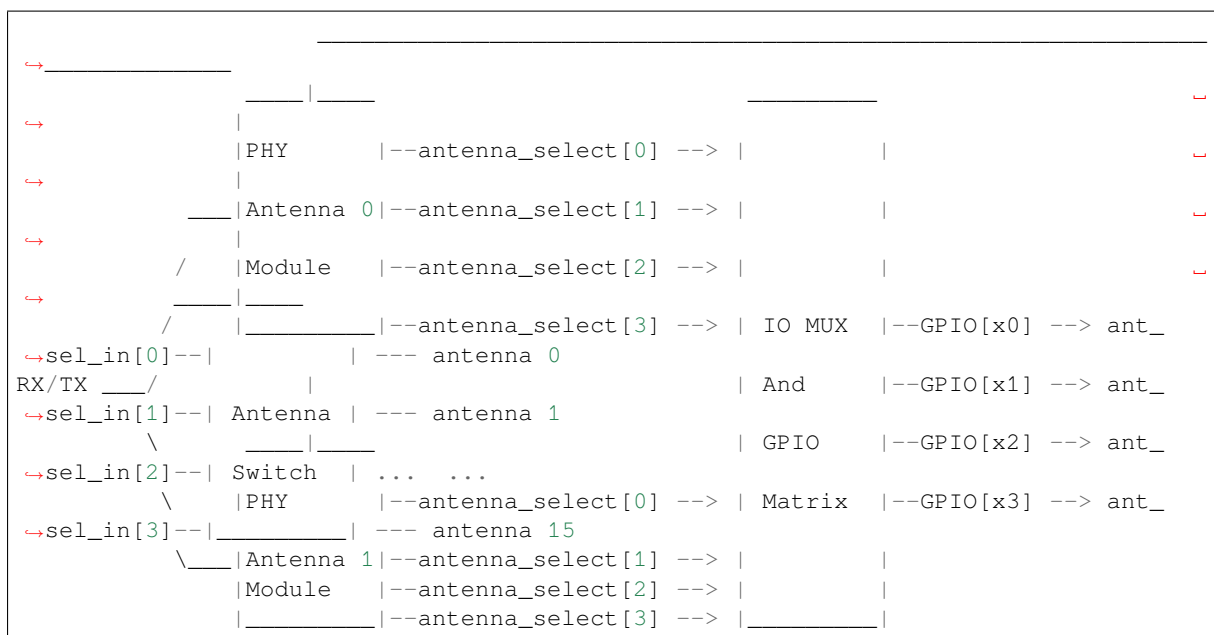 ______________________________________________________________
↪_____________
                ____|____                          _________                      ␣
↪               |
                |PHY      |--antenna_select[0] --> |         |                     ␣
↪               |
            ___|Antenna 0|--antenna_select[1] --> |         |                     ␣
↪               |
           /    |Module   |--antenna_select[2] --> |         |                     ␣
↪          ____|____
          /     |_________|--antenna_select[3] --> | IO MUX  |--GPIO[x0] --> ant_
↪sel_in[0]--|         | --- antenna 0
RX/TX ___/          |                              | And     |--GPIO[x1] --> ant_
↪sel_in[1]--| Antenna | --- antenna 1
         \      ____|____                          | GPIO    |--GPIO[x2] --> ant_
↪sel_in[2]--| Switch  | ...  ...
          \     |PHY      |--antenna_select[0] --> | Matrix  |--GPIO[x3] --> ant_
↪sel_in[3]--|_________| --- antenna 15
           \___|Antenna 1|--antenna_select[1] --> |         |
                |Module   |--antenna_select[2] --> |         |
                |_________|--antenna_select[3] --> |_________|